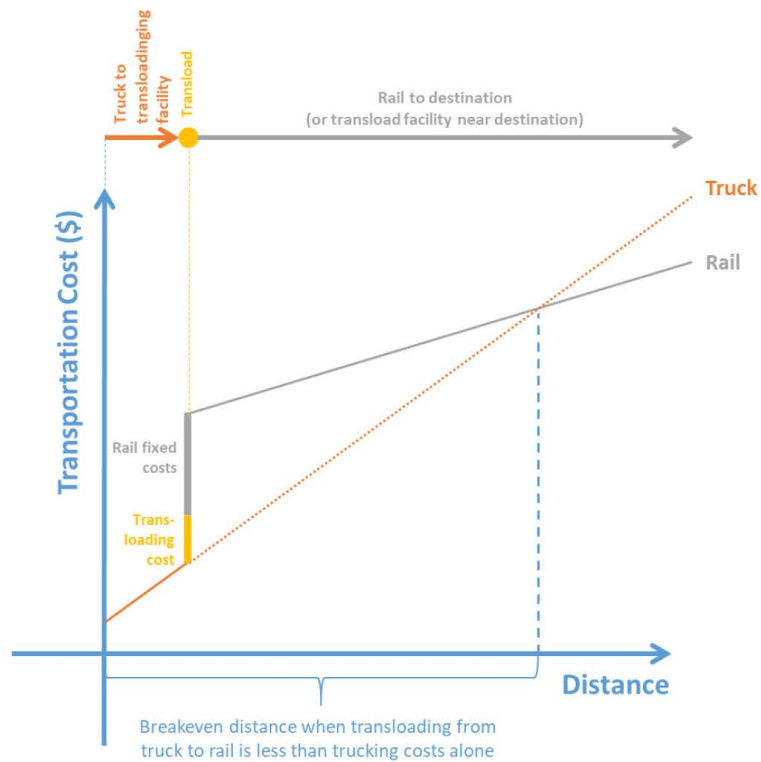 Truck to
transloadinging
facility
Transload
Rail to destination
(or transload facility near destination)
Truck
Rail
Transportation Cost ($)
Rail fixed
costs
Trans-
loading
cost
Distance
Breakeven distance when transloading from
truck to rail is less than trucking costs alone